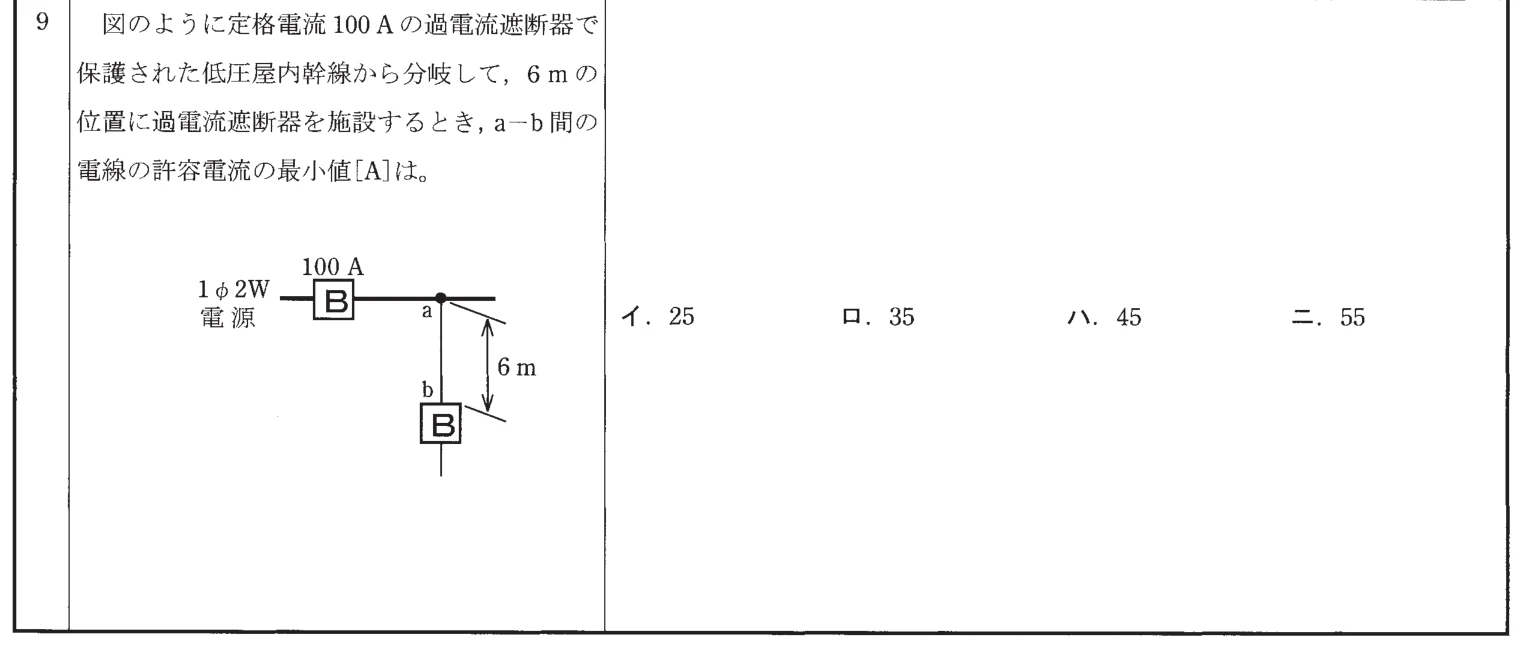 9
図のように定格電流 100 A の過電流遮断器で
保護された低圧屋内幹線から分岐して，6 m の
位置に過電流遮断器を施設するとき，a－b 間の
電線の許容電流の最小値[A]は。
100 A
1φ2W
電源
B
a
6 m
b
B
イ．25
ロ．35
ハ．45
ニ．55